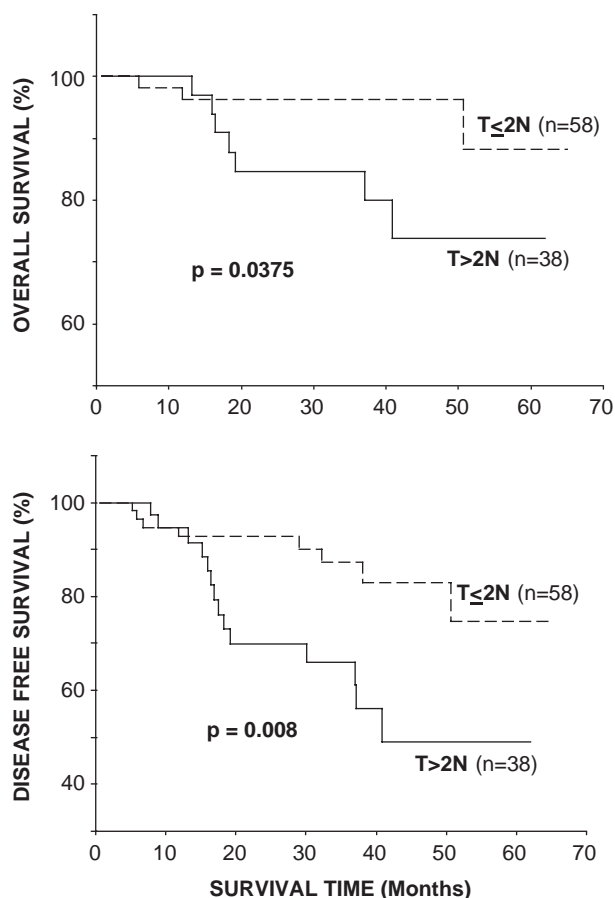 OVERALL SURVIVAL (%)
100
80
60
T≤2N (n=58)
T>2N (n=38)
p = 0.0375
0 10 20 30 40 50 60 70
DISEASE FREE SURVIVAL (%)
100
80
60
40
T≤2N (n=58)
p = 0.008
T>2N (n=38)
0 10 20 30 40 50 60 70
SURVIVAL TIME (Months)